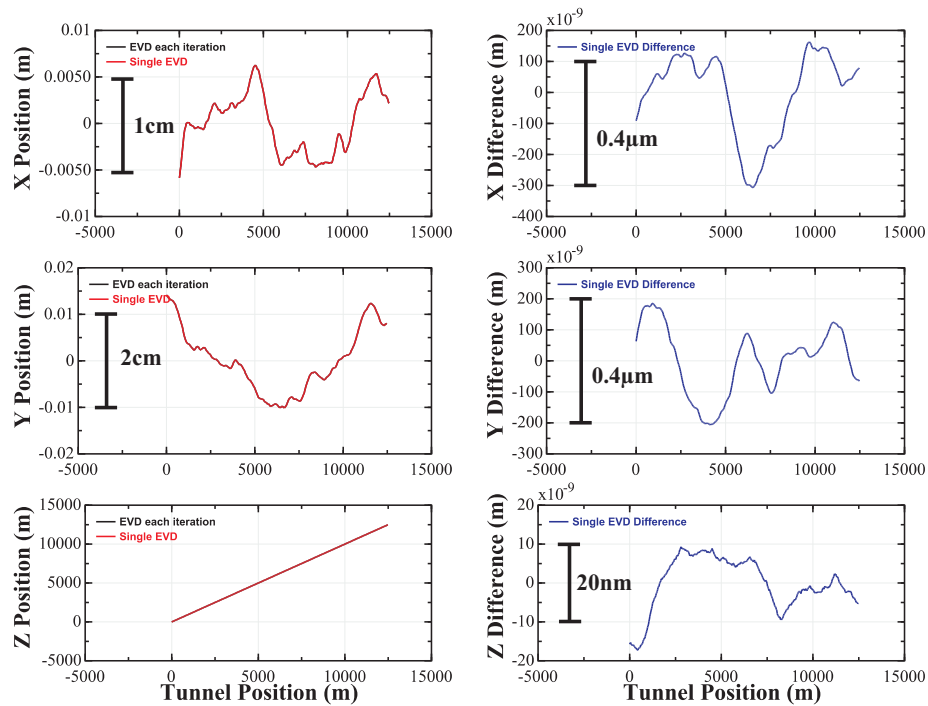 0.01
0.0050
0
-0.0050
-0.01
-5000 0 5000 10000 15000
X Position (m)
EVD each iteration
Single EVD
1cm
x10-9
200
100
0
-100
-200
-300
-400
-5000 0 5000 10000 15000
X Difference (m)
Single EVD Difference
0.4µm
0.02
0.01
0
-0.01
-0.02
-5000 0 5000 10000 15000
Y Position (m)
EVD each iteration
Single EVD
2cm
x10-9
300
200
100
0
-100
-200
-300
-5000 0 5000 10000 15000
Y Difference (m)
Single EVD Difference
0.4µm
15000
10000
5000
0
-5000
-5000 0 5000 10000 15000
Z Position (m)
EVD each iteration
Single EVD
Tunnel Position (m)
x10-9
20
10
0
-10
-20
-5000 0 5000 10000 15000
Z Difference (m)
Single EVD Difference
20nm
Tunnel Position (m)